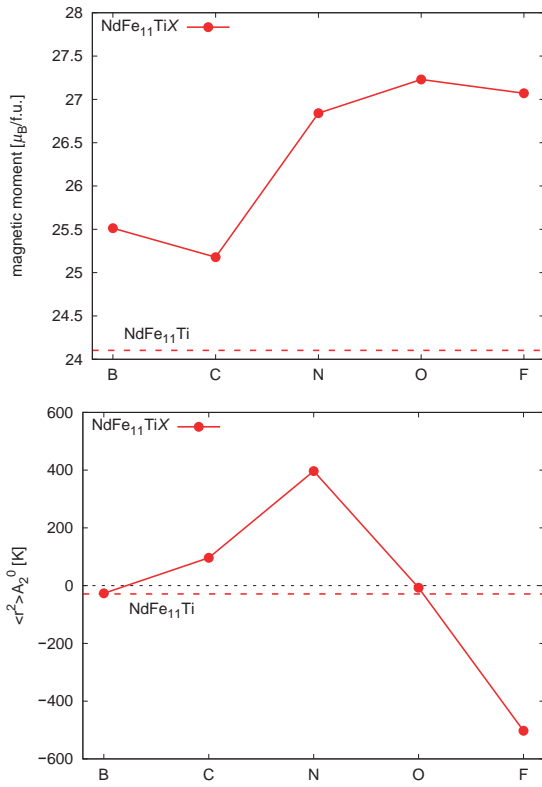 28
NdFe₁₁TiX
27.5
27
26.5
26
25.5
25
24.5
24
magnetic moment [μ_B/f.u.]
NdFe₁₁Ti
B C N O F
600
NdFe₁₁TiX
400
200
0
−200
−400
−600
<r²>A₂⁰ [K]
NdFe₁₁Ti
B C N O F